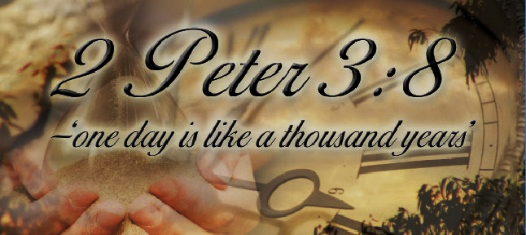 2 Peter 3:8
~'one day is like a thousand years'